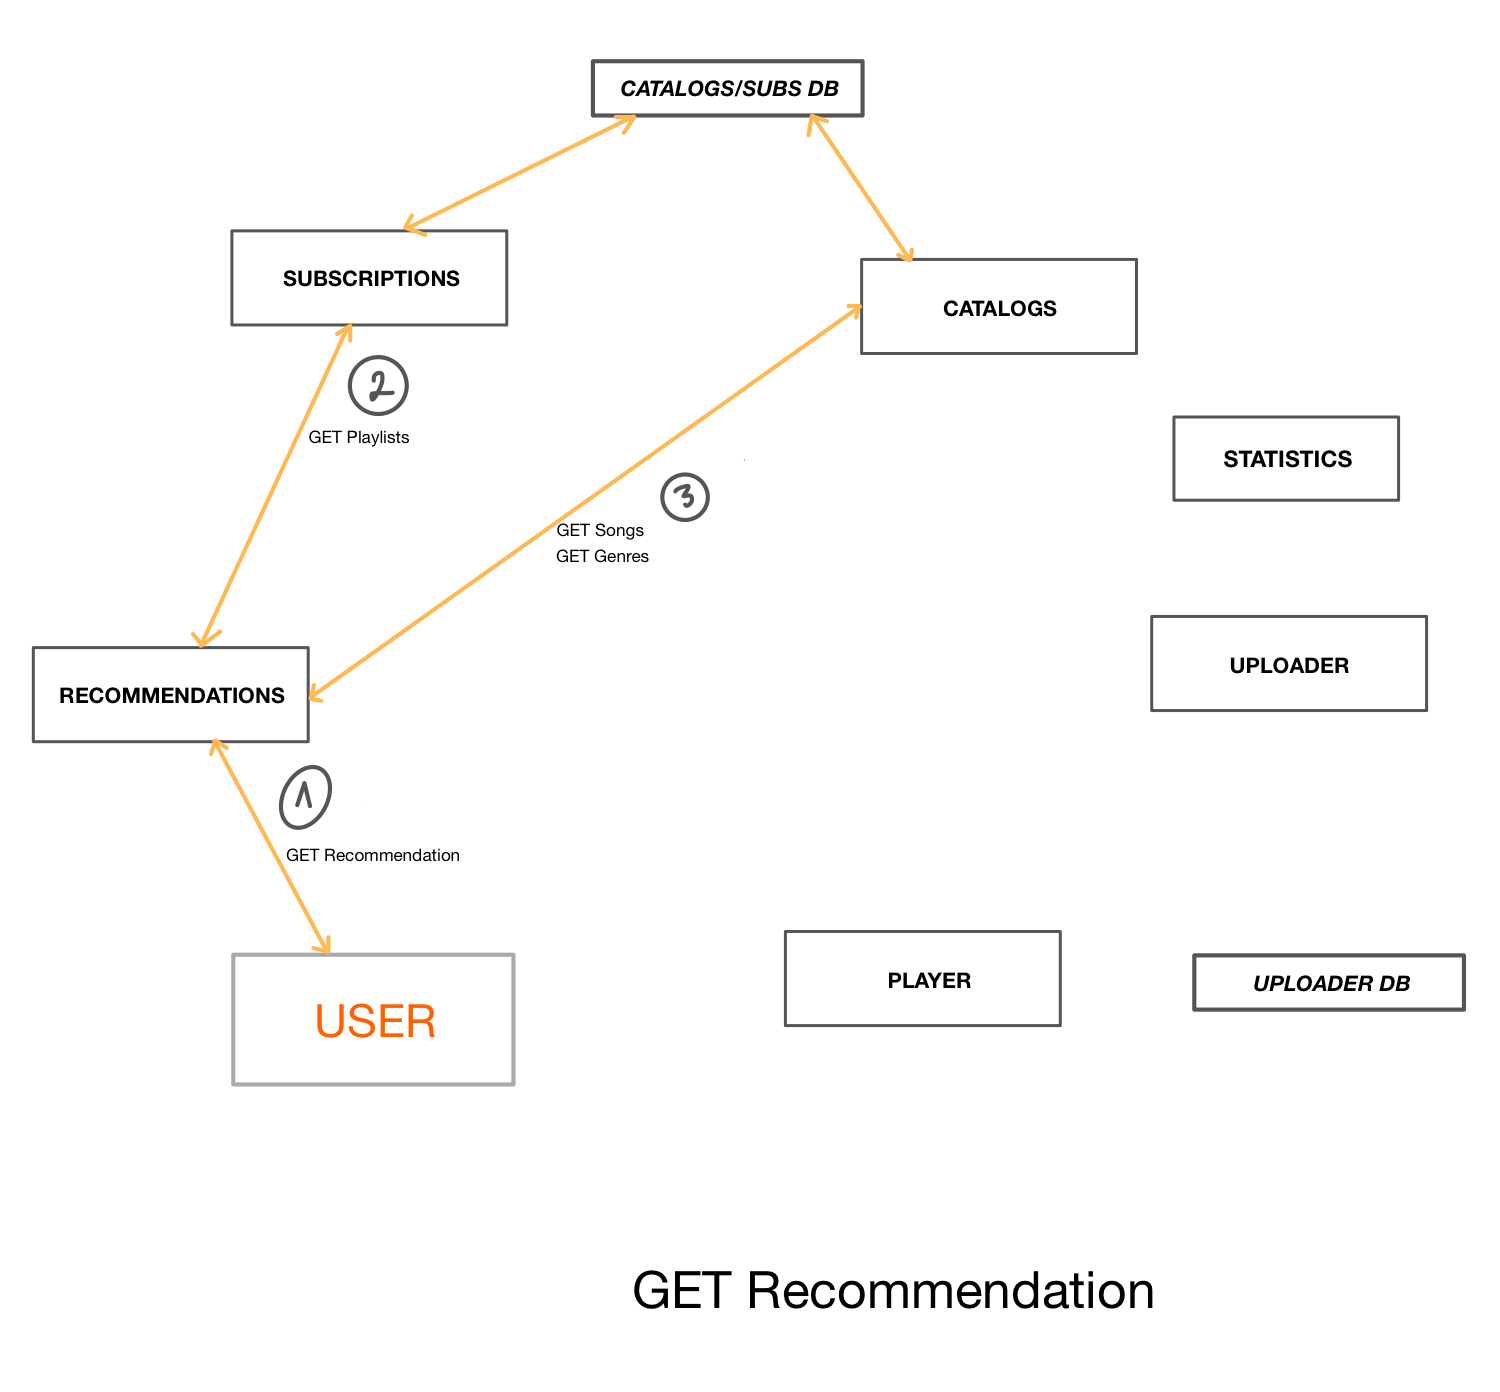 CATALOGS/SUBS DB
SUBSCRIPTIONS
CATALOGS
2
GET Playlists
STATISTICS
3
GET Songs
GET Genres
UPLOADER
RECOMMENDATIONS
1
GET Recommendation
USER
PLAYER
UPLOADER DB
GET Recommendation